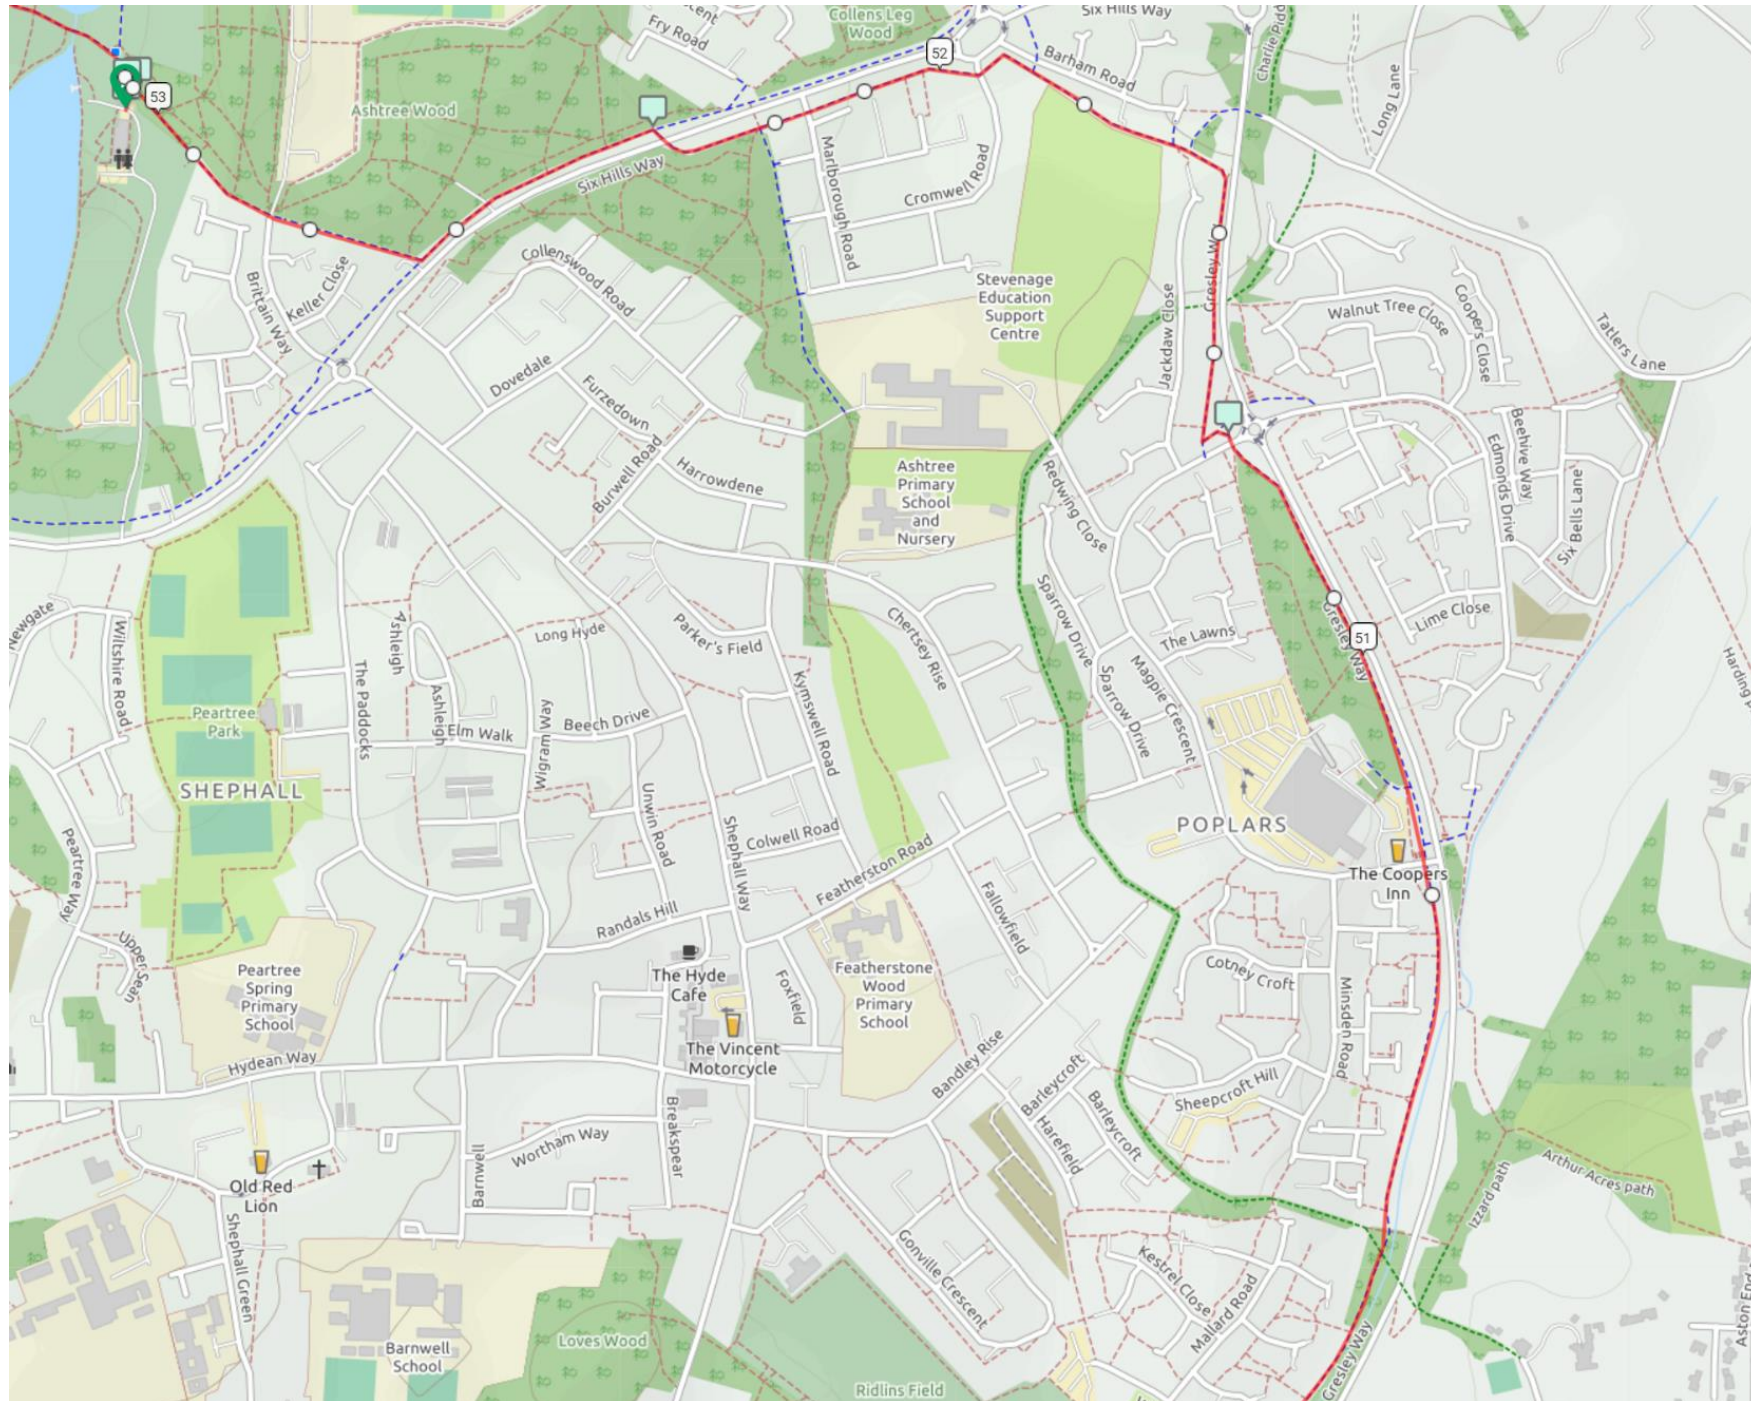 Collens Leg
Wood
Six Hills Way
Fry Road
52
Barham Road
Charlie Pidd
Long Lane
53
Ashtree Wood
Six Hills Way
Marlborough Road
Cromwell Road
Collenswood Road
Keller Close
Brittain Way
Stevenage
Education
Support
Centre
Gresley W
Jackdaw Close
Walnut Tree Close
Coopers Close
Tatlers Lane
Dovedale
Furzedown
Burwell Road
Harrowdene
Ashtree
Primary
School
and
Nursery
Redwing Close
Beehive Way
Edmonds Drive
Six Bells Lane
Newgate
Wiltshire Road
Ashleigh
Long Hyde
Parker's Field
Chertsey Rise
Sparrow Drive
The Lawns
Lime Close
Gresley Way
51
The Paddocks
Ashleigh
Elm Walk
Wigram Way
Beech Drive
Kymswell Road
Sparrow Drive
Magpie Crescent
Peartree
Park
SHEPHALL
Peartree Way
Unwin Road
Shephall Way
Colwell Road
Featherston Road
POPLARS
The Coopers
Inn
Upper Sean
Randals Hill
Fallowfield
Peartree
Spring
Primary
School
The Hyde
Cafe
Foxfield
Featherstone
Wood
Primary
School
Cotney Croft
Minsden Road
The Vincent
Motorcycle
Hydean Way
Bandley Rise
Barleycroft
Barleycroft
Harefield
Sheepcroft Hill
Breakspear
Wortham Way
Barnwell
Old Red
Lion
Shephall Green
Arthur Acres path
Izzard path
Gonville Crescent
Kestrel Close
Mallard Road
Gresley Way
Barnwell
School
Loves Wood
Ridlins Field